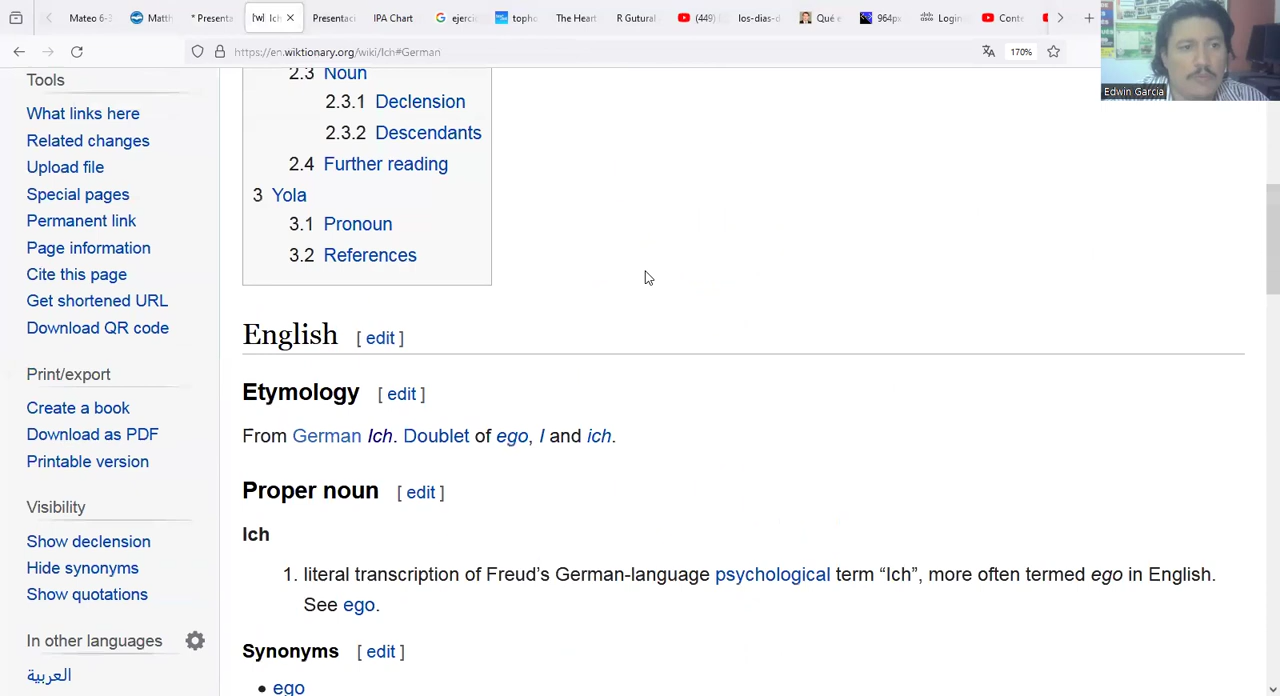 Mateo 6-
Matth
* Presenta
Ich
Presentaci
IPA Chart
ejerci
topho
The Heart
R Gutural
(449)
los-dias-d
Qué e
964px
Login
Conte
https://en.wiktionary.org/wiki/Ich#German
170%
Edwin Garcia
Tools
What links here
Related changes
Upload file
Special pages
Permanent link
Page information
Cite this page
Get shortened URL
Download QR code
Print/export
Create a book
Download as PDF
Printable version
Visibility
Show declension
Hide synonyms
Show quotations
In other languages
العربية
2.3 Noun
2.3.1 Declension
2.3.2 Descendants
2.4 Further reading
3 Yola
3.1 Pronoun
3.2 References
English [ edit ]
Etymology [ edit ]
From German Ich. Doublet of ego, I and ich.
Proper noun [ edit ]
Ich
1. literal transcription of Freud’s German-language psychological term “Ich”, more often termed ego in English.
See ego.
Synonyms [ edit ]
• ego